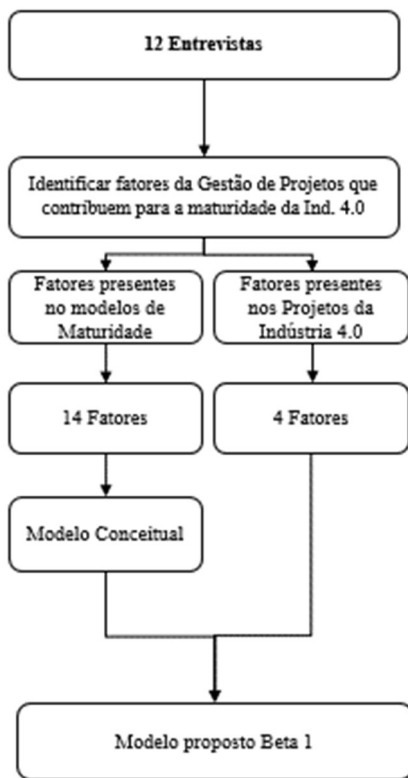 12 Entrevistas
Identificar fatores da Gestão de Projetos que
contribuem para a maturidade da Ind. 4.0
Fatores presentes
no modelos de
Maturidade
Fatores presentes
nos Projetos da
Indústria 4.0
14 Fatores
4 Fatores
Modelo Conceitual
Modelo proposto Beta 1